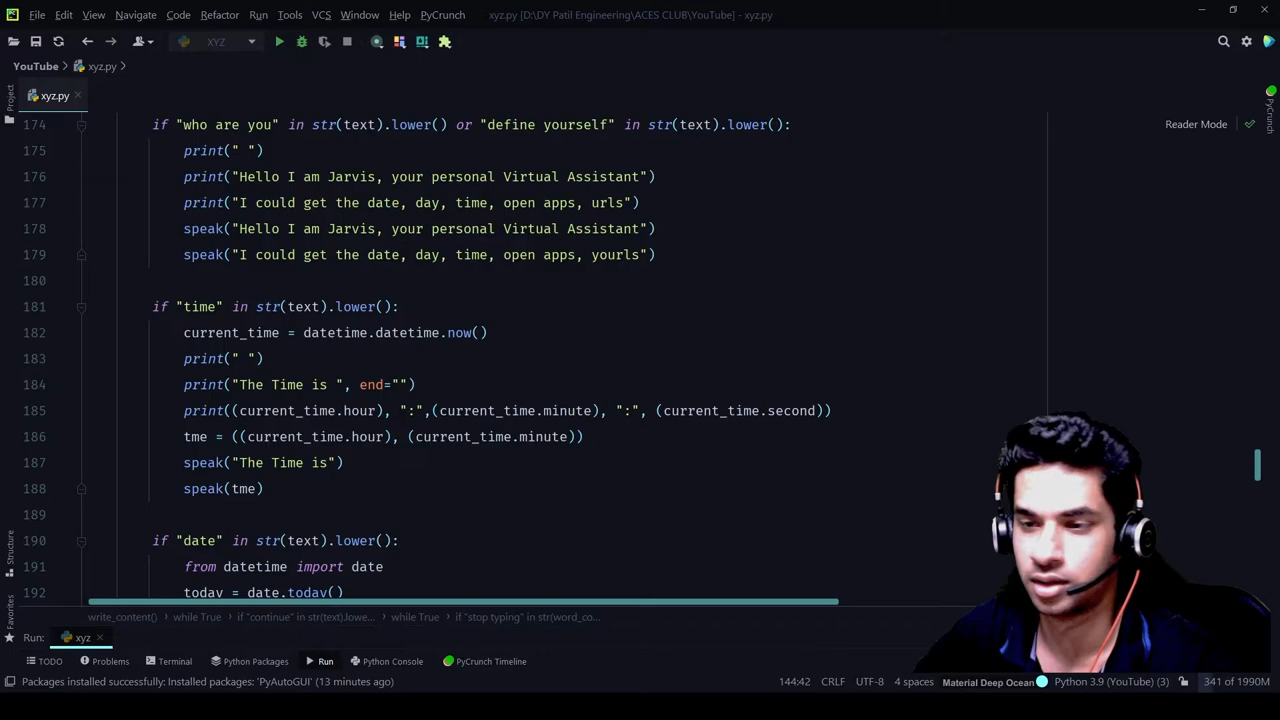 File Edit View Navigate Code Refactor Run Tools VCS Window Help PyCrunch xyz.py [D:\DY Patil Engineering\ACES CLUB\YouTube] - xyz.py
XYZ
YouTube xyz.py
Project
xyz.py
PyCrunch
Reader Mode
174 if "who are you" in str(text).lower() or "define yourself" in str(text).lower():
175 print(" ")
176 print("Hello I am Jarvis, your personal Virtual Assistant")
177 print("I could get the date, day, time, open apps, urls")
178 speak("Hello I am Jarvis, your personal Virtual Assistant")
179 speak("I could get the date, day, time, open apps, yourls")
180
181 if "time" in str(text).lower():
182 current_time = datetime.datetime.now()
183 print(" ")
184 print("The Time is ", end="")
185 print((current_time.hour), ":",(current_time.minute), ":", (current_time.second))
186 tme = ((current_time.hour), (current_time.minute))
187 speak("The Time is")
188 speak(tme)
189
190 if "date" in str(text).lower():
191 from datetime import date
192 today = date.today()
Structure
Favorites
write_content() while True if "continue" in str(text).lowe... while True if "stop typing" in str(word_co...
Run: xyz
TODO Problems Terminal Python Packages Run Python Console PyCrunch Timeline
Packages installed successfully: Installed packages: 'PyAutoGUI' (13 minutes ago) 144:42 CRLF UTF-8 4 spaces Material Deep Ocean Python 3.9 (YouTube) (3) 341 of 1990M